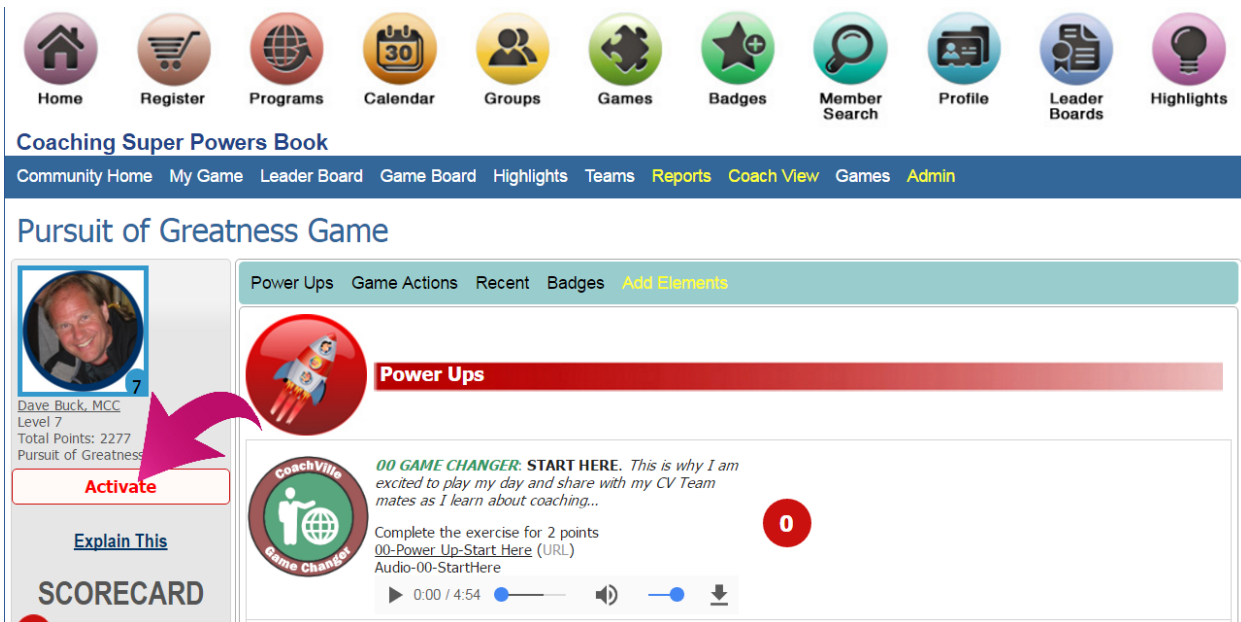 30
Home Register Programs Calendar Groups Games Badges Member Search Profile Leader Boards Highlights
Coaching Super Powers Book
Community Home My Game Leader Board Game Board Highlights Teams Reports Coach View Games Admin
Pursuit of Greatness Game
7
Dave Buck, MCC
Level 7
Total Points: 2277
Pursuit of Greatness
Activate
Explain This
SCORECARD
Power Ups Game Actions Recent Badges Add Elements
Power Ups
CoachVille
Game Changer
00 GAME CHANGER: START HERE. This is why I am
excited to play my day and share with my CV Team
mates as I learn about coaching...
Complete the exercise for 2 points
00-Power Up-Start Here (URL)
Audio-00-StartHere
0:00 / 4:54
0